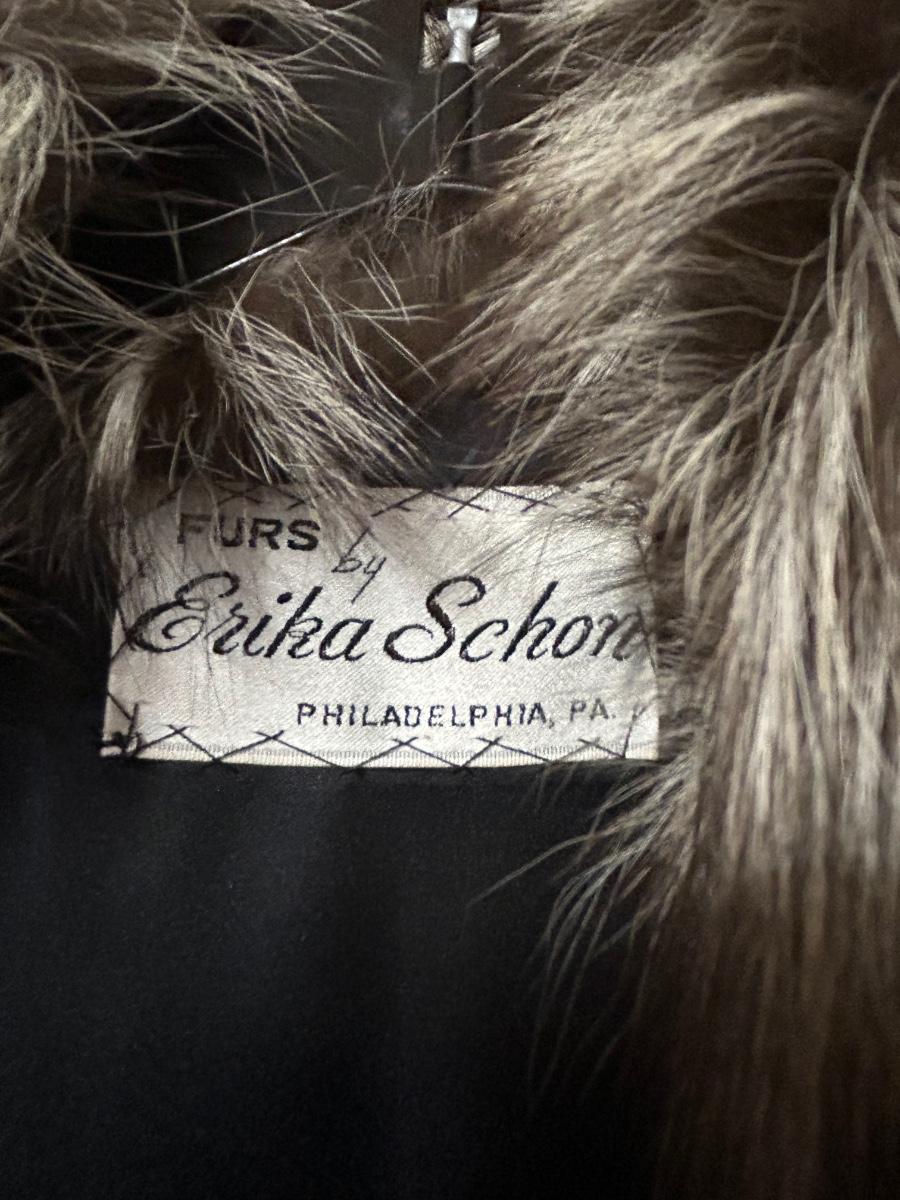 FURS
by
Erika Schon
PHILADELPHIA, PA.